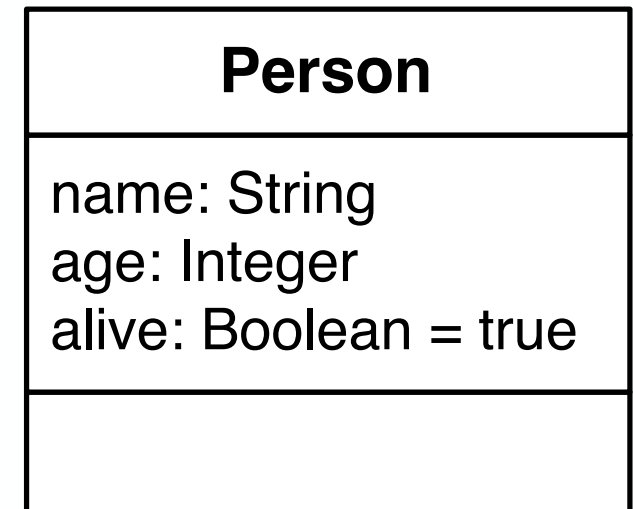 Person
name: String
age: Integer
alive: Boolean = true